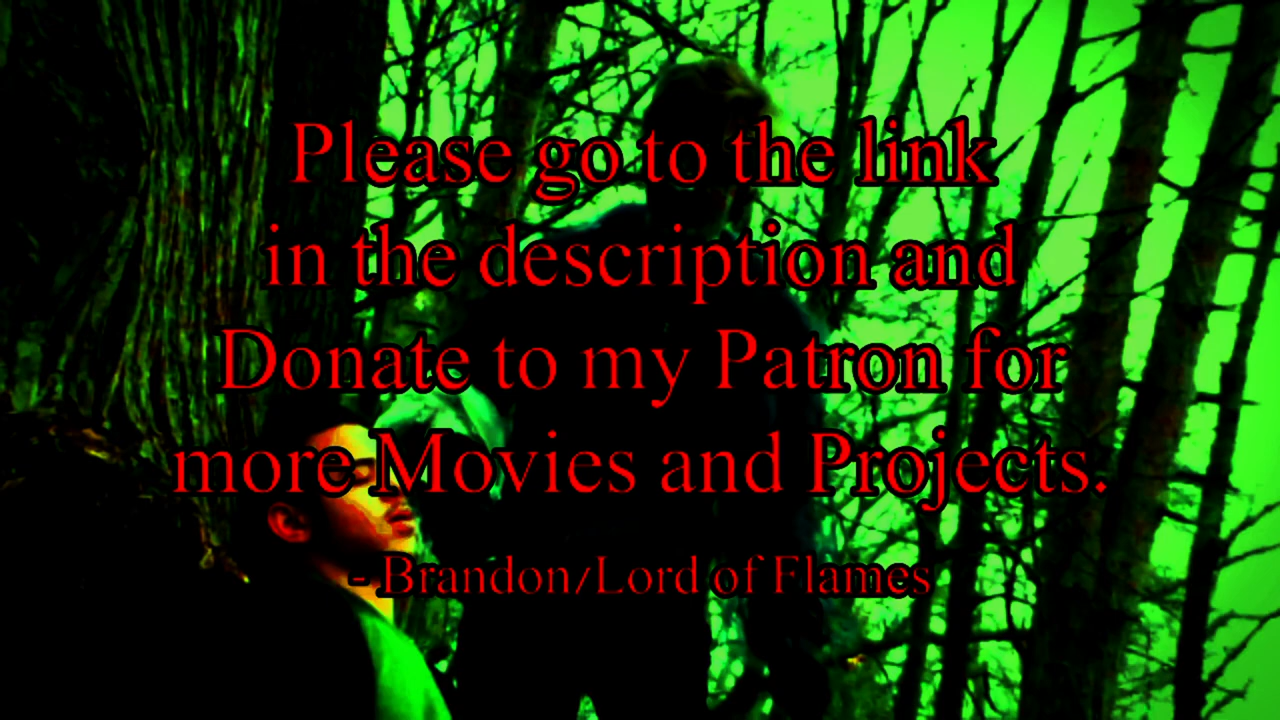 Please go to the link
in the description and
Donate to my Patron for
more Movies and Projects.
- Brandon/Lord of Flames